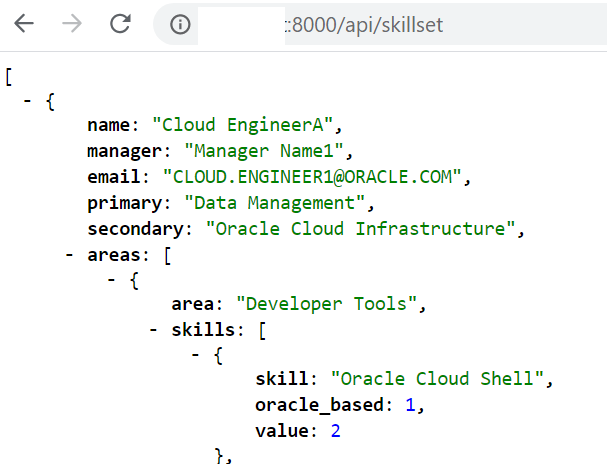 :8000/api/skillset
[
- {
name: "Cloud EngineerA",
manager: "Manager Name1",
email: "CLOUD.ENGINEER1@ORACLE.COM",
primary: "Data Management",
secondary: "Oracle Cloud Infrastructure",
- areas: [
- {
area: "Developer Tools",
- skills: [
- {
skill: "Oracle Cloud Shell",
oracle_based: 1,
value: 2
},